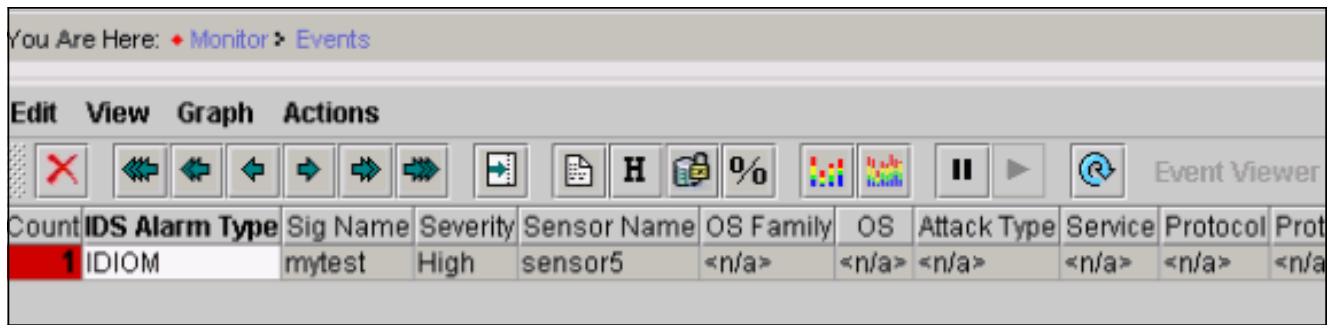 You Are Here: Monitor > Events
Edit View Graph Actions
H % Event Viewer
Count IDS Alarm Type Sig Name Severity Sensor Name OS Family OS Attack Type Service Protocol Prot
1 IDIOM mytest High sensor5 <n/a> <n/a> <n/a> <n/a> <n/a> <n/a